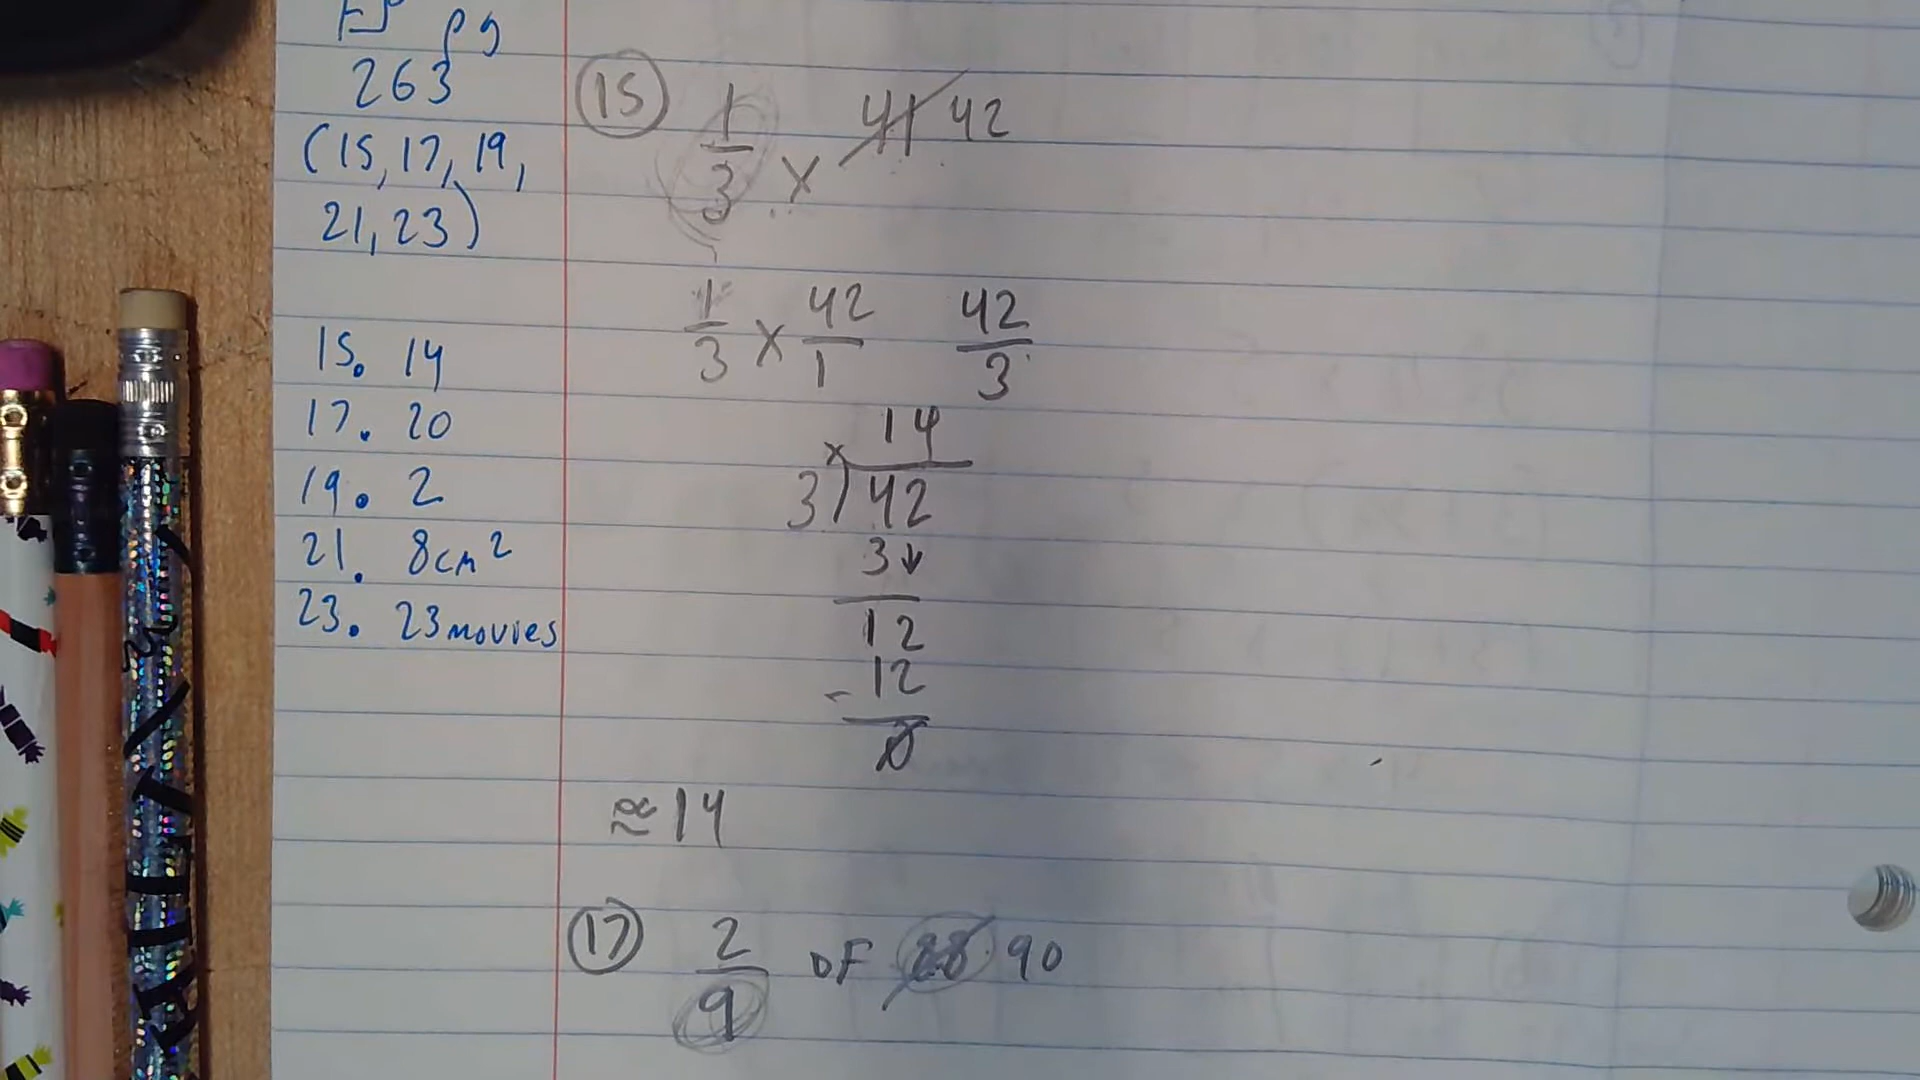 pg
263
(15, 17, 19,
21, 23)
15. 14
17. 20
19. 2
21. 8cm²
23. 23 movies
(15) 1/3 x 41 42
1/3 x 42/1 42/3
x 14
3)42
3↓
12
-12
0
≈14
(17) 2/9 of 88 90